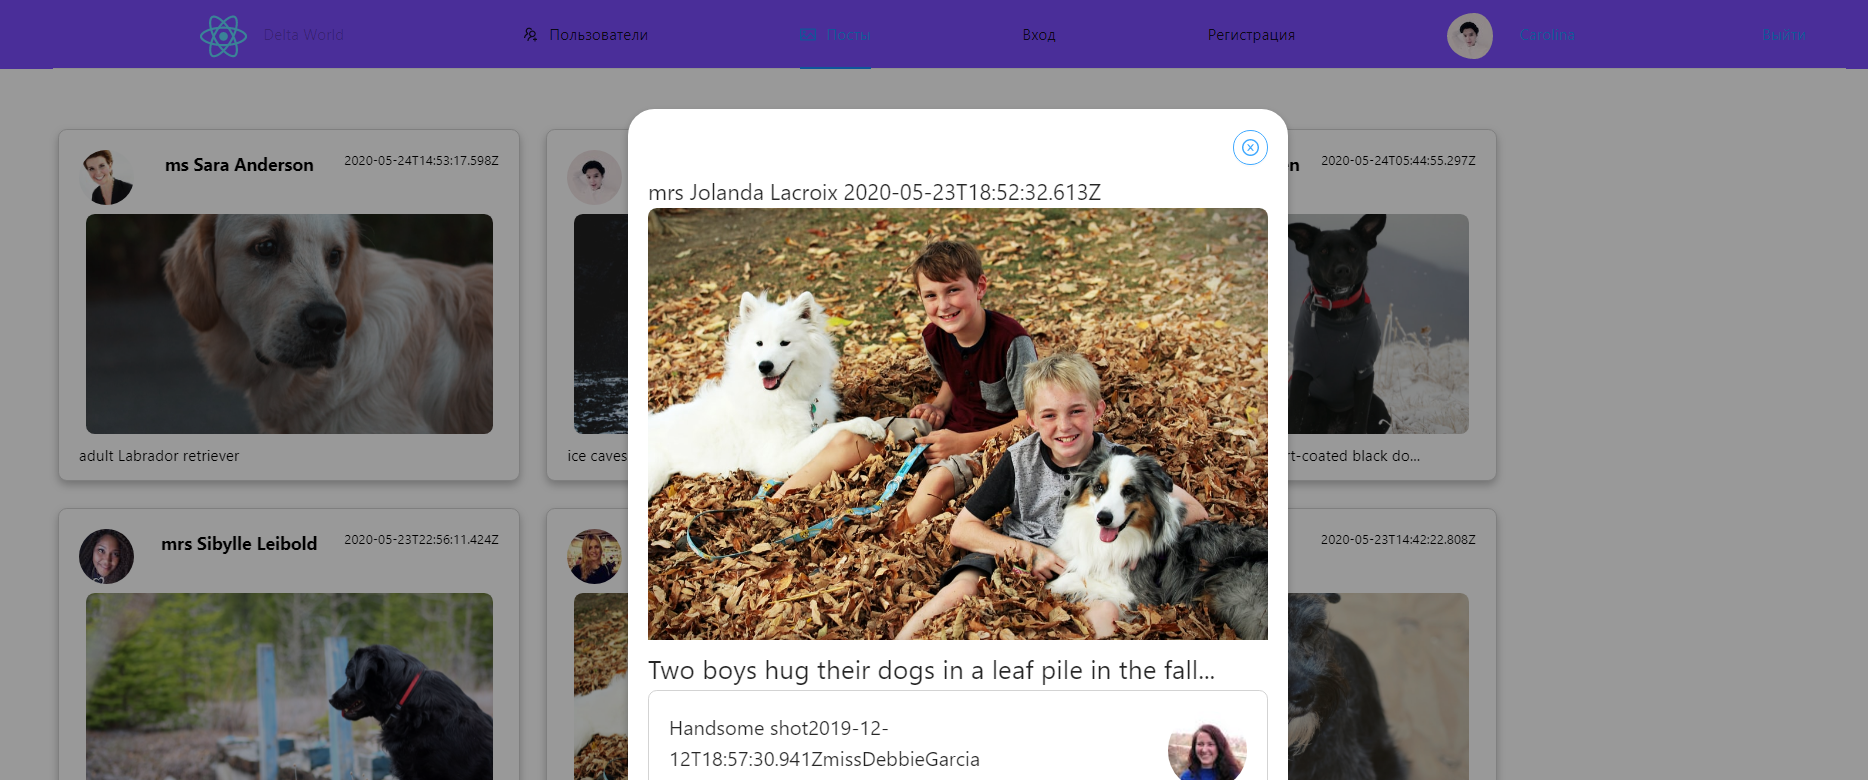 Delta World
Пользователи
Посты
Вход
Регистрация
Carolina
Выйти
ms Sara Anderson
2020-05-24T14:53:17.598Z
adult Labrador retriever
ice caves
en
2020-05-24T05:44:55.297Z
rt-coated black do...
mrs Jolanda Lacroix 2020-05-23T18:52:32.613Z
Two boys hug their dogs in a leaf pile in the fall...
Handsome shot2019-12-
12T18:57:30.941ZmissDebbieGarcia
mrs Sibylle Leibold
2020-05-23T22:56:11.424Z
2020-05-23T14:42:22.808Z